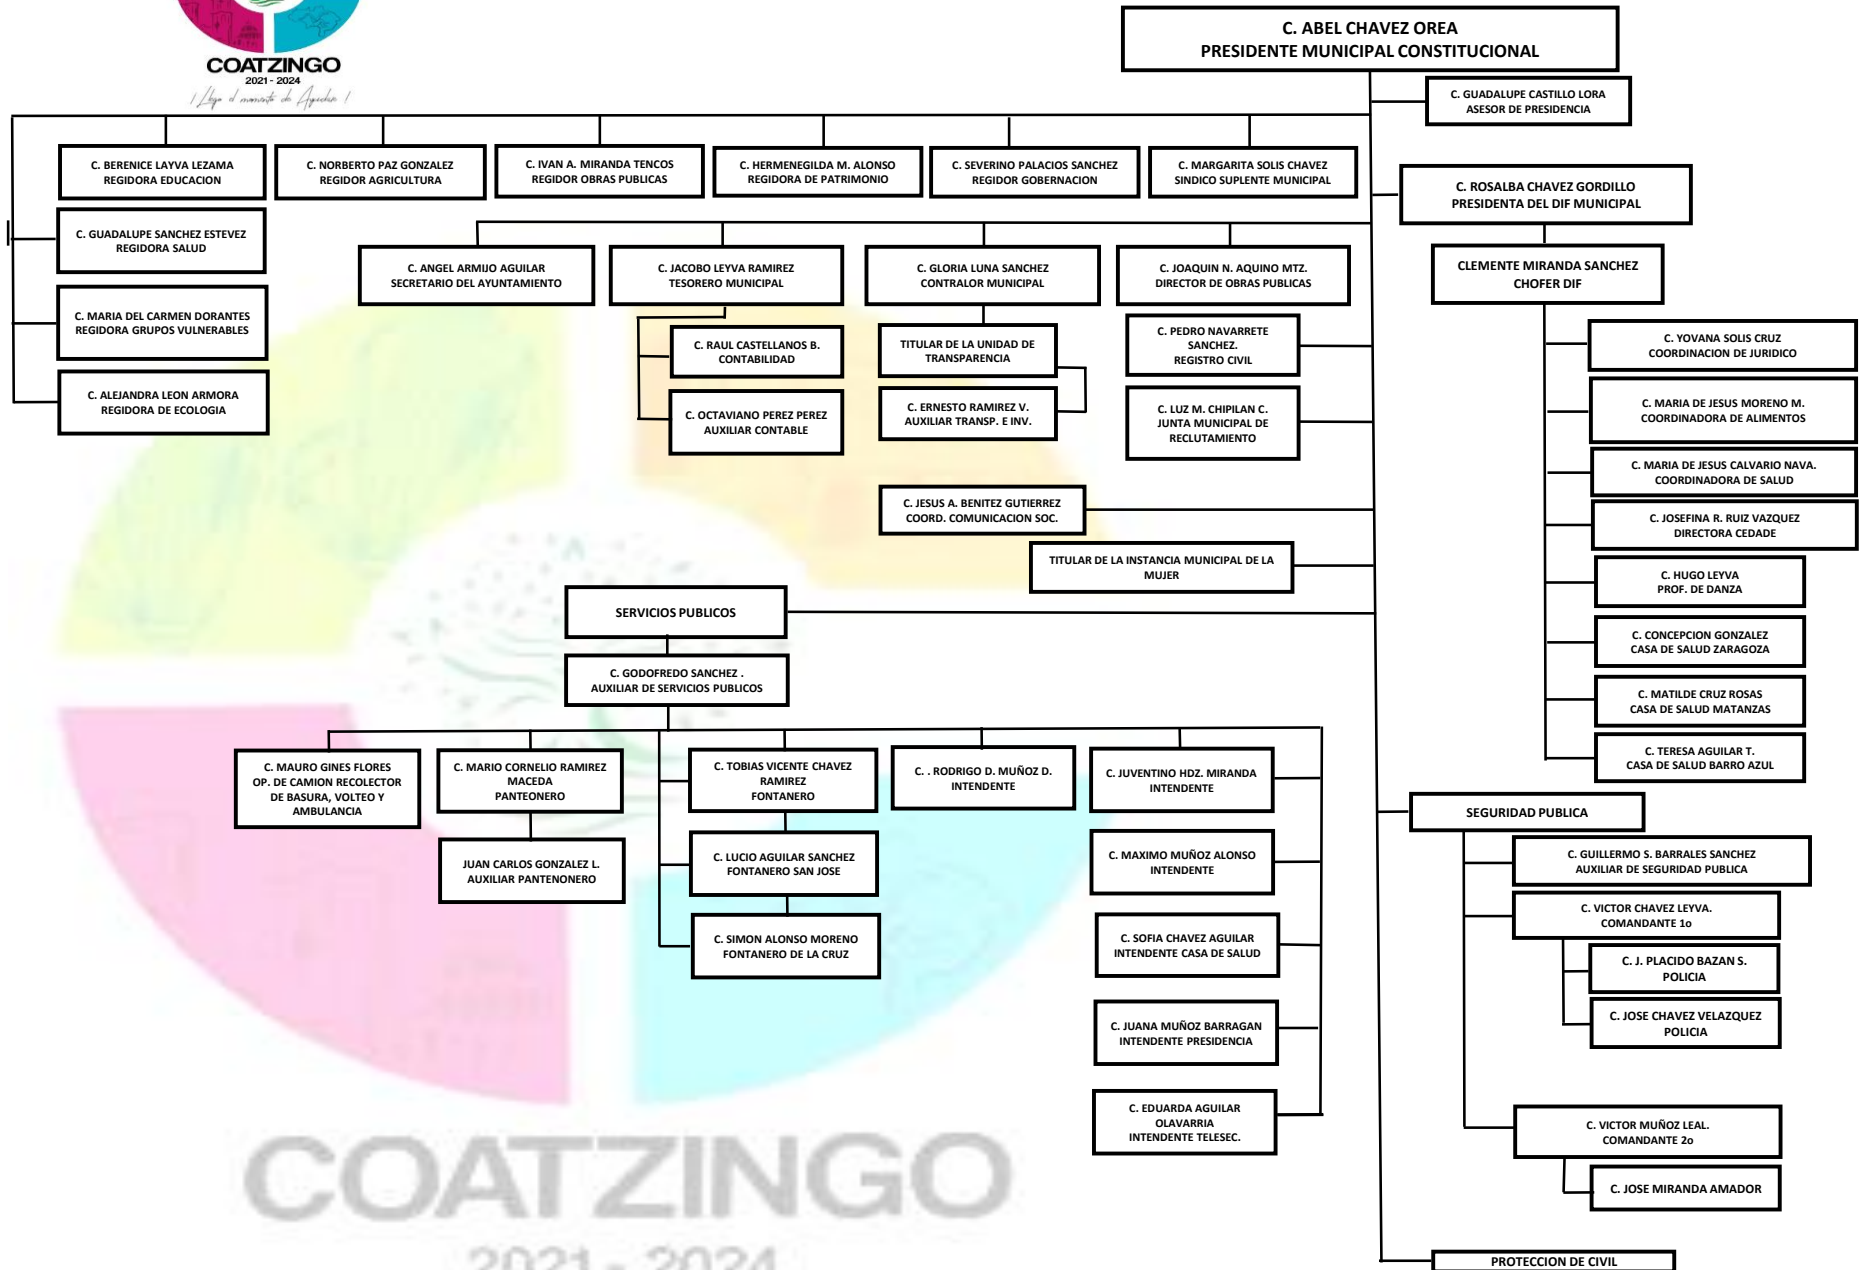 COATZINGO
2021 - 2024
¡ Llego el momento de Ayudar !
C. ABEL CHAVEZ OREA
PRESIDENTE MUNICIPAL CONSTITUCIONAL
C. GUADALUPE CASTILLO LORA
ASESOR DE PRESIDENCIA
C. BERENICE LAYVA LEZAMA
REGIDORA EDUCACION
C. NORBERTO PAZ GONZALEZ
REGIDOR AGRICULTURA
C. IVAN A. MIRANDA TENCOS
REGIDOR OBRAS PUBLICAS
C. HERMENEGILDA M. ALONSO
REGIDORA DE PATRIMONIO
C. SEVERINO PALACIOS SANCHEZ
REGIDOR GOBERNACION
C. MARGARITA SOLIS CHAVEZ
SINDICO SUPLENTE MUNICIPAL
C. ROSALBA CHAVEZ GORDILLO
PRESIDENTA DEL DIF MUNICIPAL
C. GUADALUPE SANCHEZ ESTEVEZ
REGIDORA SALUD
C. MARIA DEL CARMEN DORANTES
REGIDORA GRUPOS VULNERABLES
C. ALEJANDRA LEON ARMORA
REGIDORA DE ECOLOGIA
C. ANGEL ARMIJO AGUILAR
SECRETARIO DEL AYUNTAMIENTO
C. JACOBO LEYVA RAMIREZ
TESORERO MUNICIPAL
C. GLORIA LUNA SANCHEZ
CONTRALOR MUNICIPAL
C. JOAQUIN N. AQUINO MTZ.
DIRECTOR DE OBRAS PUBLICAS
C. RAUL CASTELLANOS B.
CONTABILIDAD
C. OCTAVIANO PEREZ PEREZ
AUXILIAR CONTABLE
TITULAR DE LA UNIDAD DE
TRANSPARENCIA
C. ERNESTO RAMIREZ V.
AUXILIAR TRANSP. E INV.
C. PEDRO NAVARRETE
SANCHEZ.
REGISTRO CIVIL
C. LUZ M. CHIPILAN C.
JUNTA MUNICIPAL DE
RECLUTAMIENTO
C. JESUS A. BENITEZ GUTIERREZ
COORD. COMUNICACION SOC.
TITULAR DE LA INSTANCIA MUNICIPAL DE LA
MUJER
CLEMENTE MIRANDA SANCHEZ
CHOFER DIF
C. YOVANA SOLIS CRUZ
COORDINACION DE JURIDICO
C. MARIA DE JESUS MORENO M.
COORDINADORA DE ALIMENTOS
C. MARIA DE JESUS CALVARIO NAVA.
COORDINADORA DE SALUD
C. JOSEFINA R. RUIZ VAZQUEZ
DIRECTORA CEDADE
C. HUGO LEYVA
PROF. DE DANZA
C. CONCEPCION GONZALEZ
CASA DE SALUD ZARAGOZA
C. MATILDE CRUZ ROSAS
CASA DE SALUD MATANZAS
C. TERESA AGUILAR T.
CASA DE SALUD BARRO AZUL
SERVICIOS PUBLICOS
C. GODOFREDO SANCHEZ .
AUXILIAR DE SERVICIOS PUBLICOS
C. MAURO GINES FLORES
OP. DE CAMION RECOLECTOR
DE BASURA, VOLTEO Y
AMBULANCIA
C. MARIO CORNELIO RAMIREZ
MACEDA
PANTEONERO
JUAN CARLOS GONZALEZ L.
AUXILIAR PANTENONERO
C. TOBIAS VICENTE CHAVEZ
RAMIREZ
FONTANERO
C. LUCIO AGUILAR SANCHEZ
FONTANERO SAN JOSE
C. SIMON ALONSO MORENO
FONTANERO DE LA CRUZ
C. . RODRIGO D. MUÑOZ D.
INTENDENTE
C. JUVENTINO HDZ. MIRANDA
INTENDENTE
C. MAXIMO MUÑOZ ALONSO
INTENDENTE
C. SOFIA CHAVEZ AGUILAR
INTENDENTE CASA DE SALUD
C. JUANA MUÑOZ BARRAGAN
INTENDENTE PRESIDENCIA
C. EDUARDA AGUILAR
OLAVARRIA
INTENDENTE TELESEC.
SEGURIDAD PUBLICA
C. GUILLERMO S. BARRALES SANCHEZ
AUXILIAR DE SEGURIDAD PUBLICA
C. VICTOR CHAVEZ LEYVA.
COMANDANTE 1o
C. J. PLACIDO BAZAN S.
POLICIA
C. JOSE CHAVEZ VELAZQUEZ
POLICIA
C. VICTOR MUÑOZ LEAL.
COMANDANTE 2o
C. JOSE MIRANDA AMADOR
PROTECCION DE CIVIL
COATZINGO
2021 - 2024